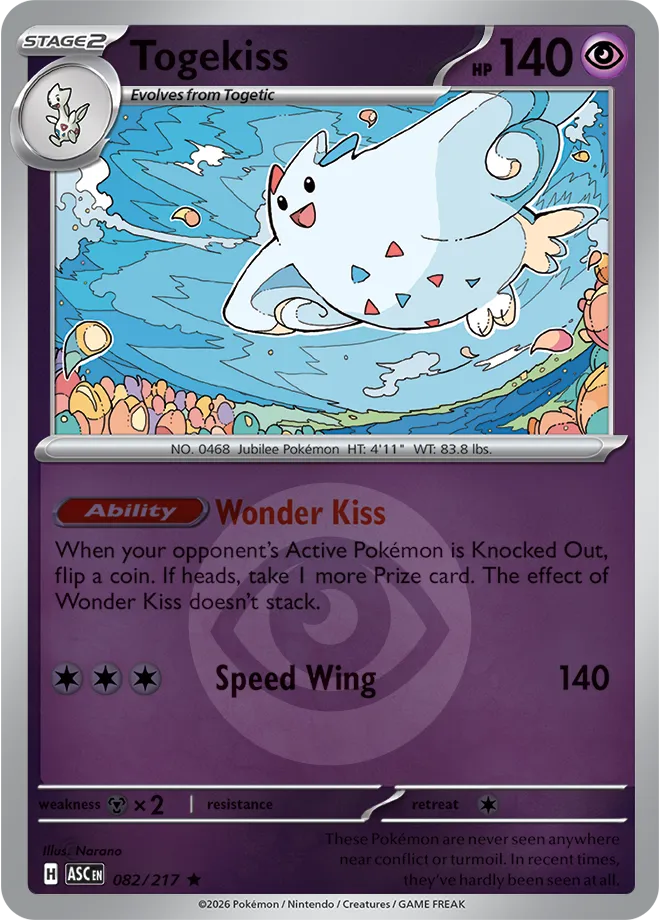 STAGE2
Togekiss
HP 140
Evolves from Togetic
NO. 0468 Jubilee Pokémon HT: 4'11" WT: 83.8 lbs.
Ability Wonder Kiss
When your opponent's Active Pokémon is Knocked Out,
flip a coin. If heads, take 1 more Prize card. The effect of
Wonder Kiss doesn't stack.
Speed Wing 140
weakness ×2 resistance retreat
Illus. Narano
These Pokémon are never seen anywhere
near conflict or turmoil. In recent times,
they've hardly been seen at all.
H ASC EN 082/217 ★
©2026 Pokémon / Nintendo / Creatures / GAME FREAK